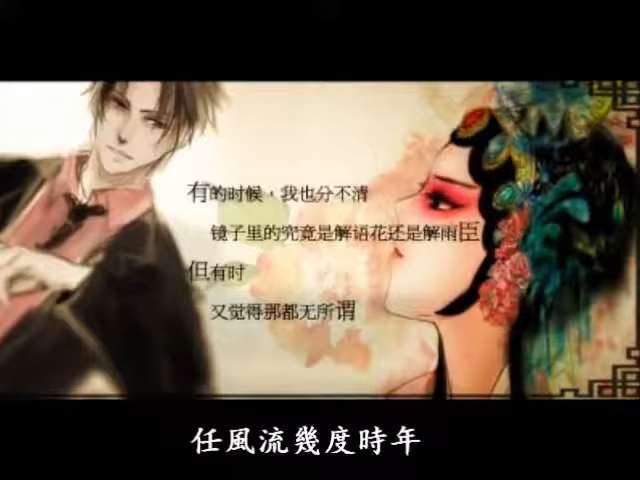 有的时候，我也分不清
镜子里的究竟是解语花还是解雨臣
但有时
又觉得那都无所谓
任風流幾度時年